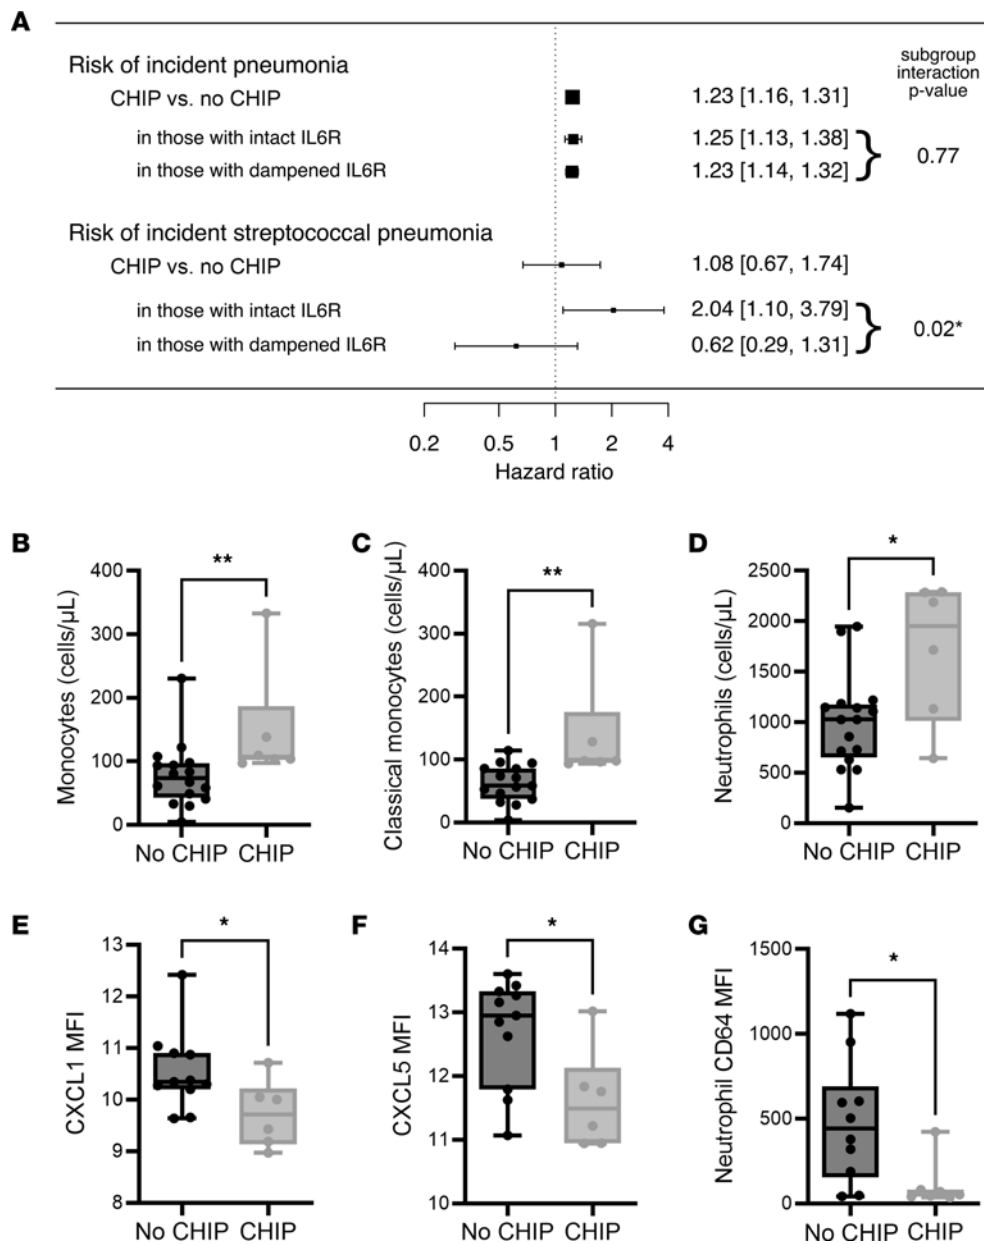 A
subgroup
interaction
p-value
Risk of incident pneumonia
CHIP vs. no CHIP 1.23 [1.16, 1.31]
in those with intact IL6R 1.25 [1.13, 1.38]
in those with dampened IL6R 1.23 [1.14, 1.32]
} 0.77
Risk of incident streptococcal pneumonia
CHIP vs. no CHIP 1.08 [0.67, 1.74]
in those with intact IL6R 2.04 [1.10, 3.79]
in those with dampened IL6R 0.62 [0.29, 1.31]
} 0.02*
0.2 0.5 1 2 4
Hazard ratio
B
Monocytes (cells/µL)
400
300
200
100
0
**
No CHIP CHIP
C
Classical monocytes (cells/µL)
400
300
200
100
0
**
No CHIP CHIP
D
Neutrophils (cells/µL)
2500
2000
1500
1000
500
0
*
No CHIP CHIP
E
CXCL1 MFI
13
12
11
10
9
8
*
No CHIP CHIP
F
CXCL5 MFI
14
13
12
11
10
*
No CHIP CHIP
G
Neutrophil CD64 MFI
1500
1000
500
0
*
No CHIP CHIP